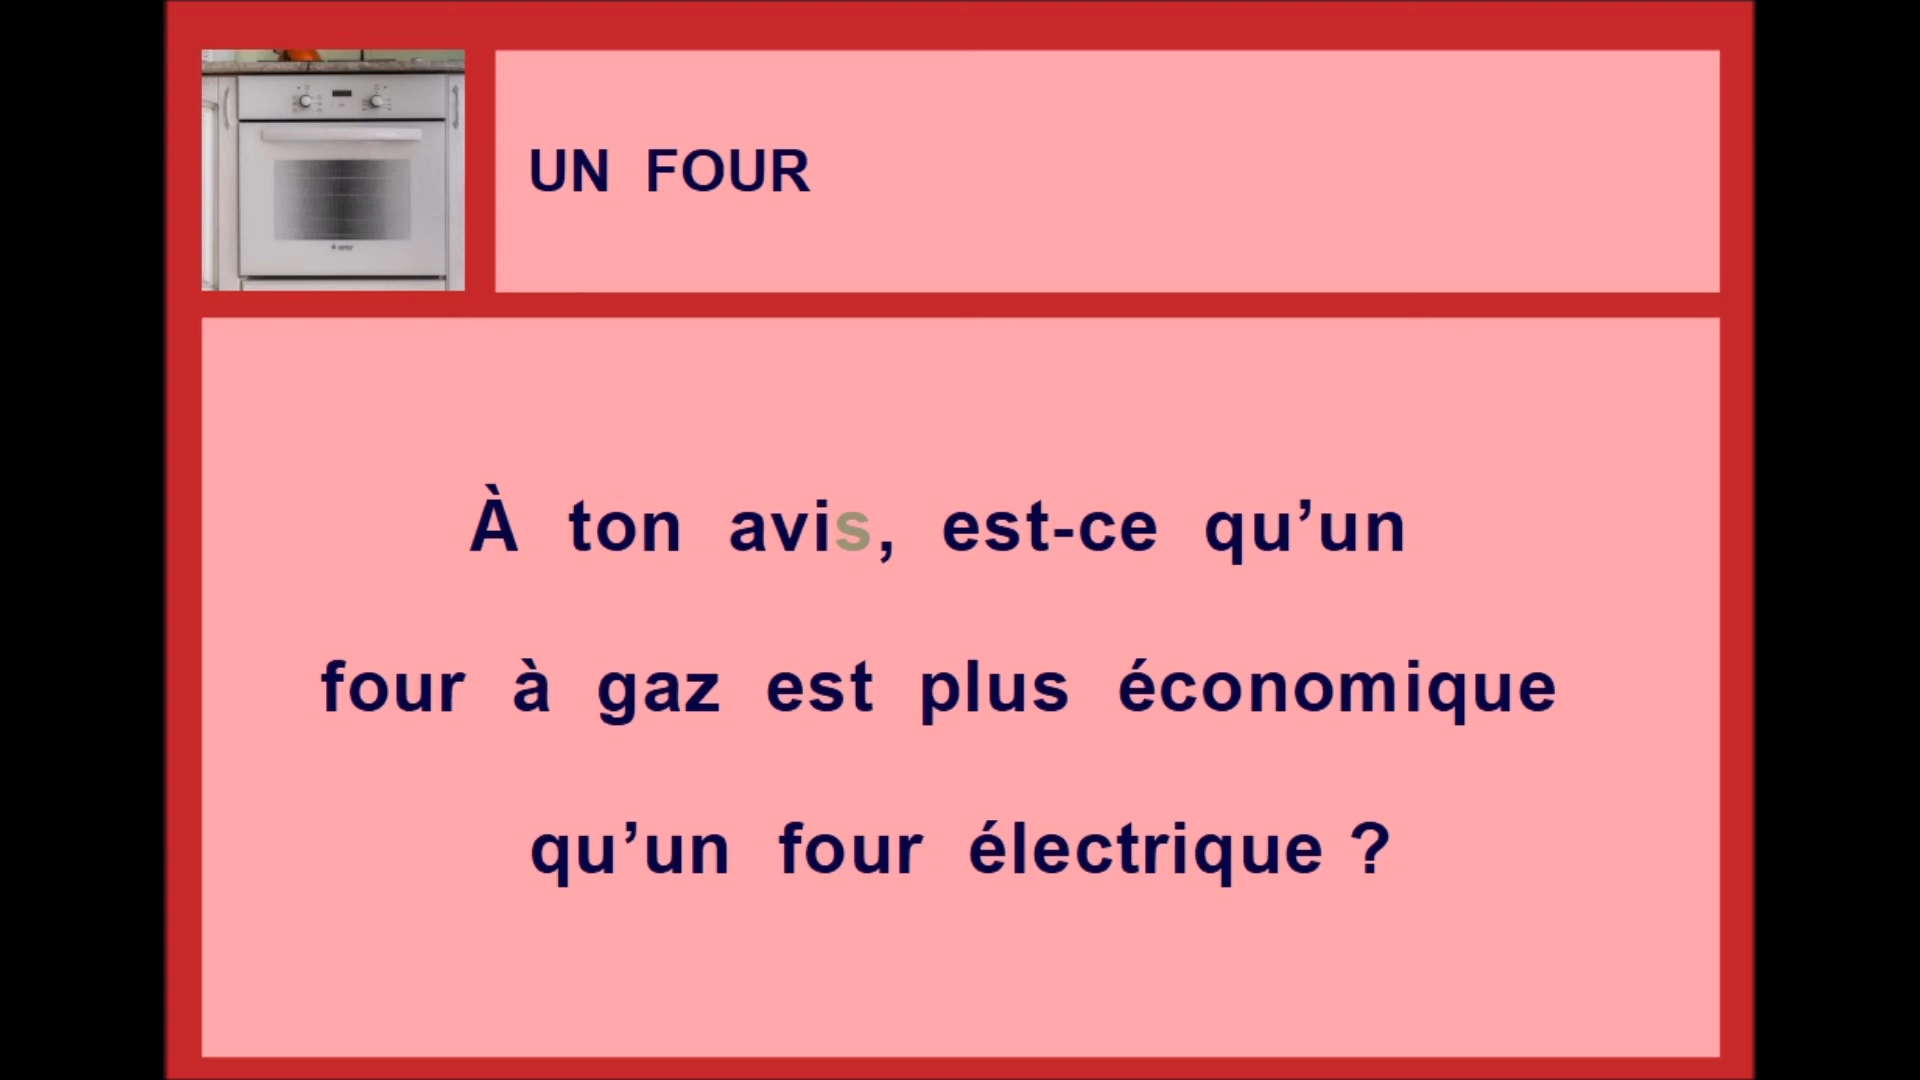 UN FOUR
À ton avis, est-ce qu’un
four à gaz est plus économique
qu’un four électrique ?